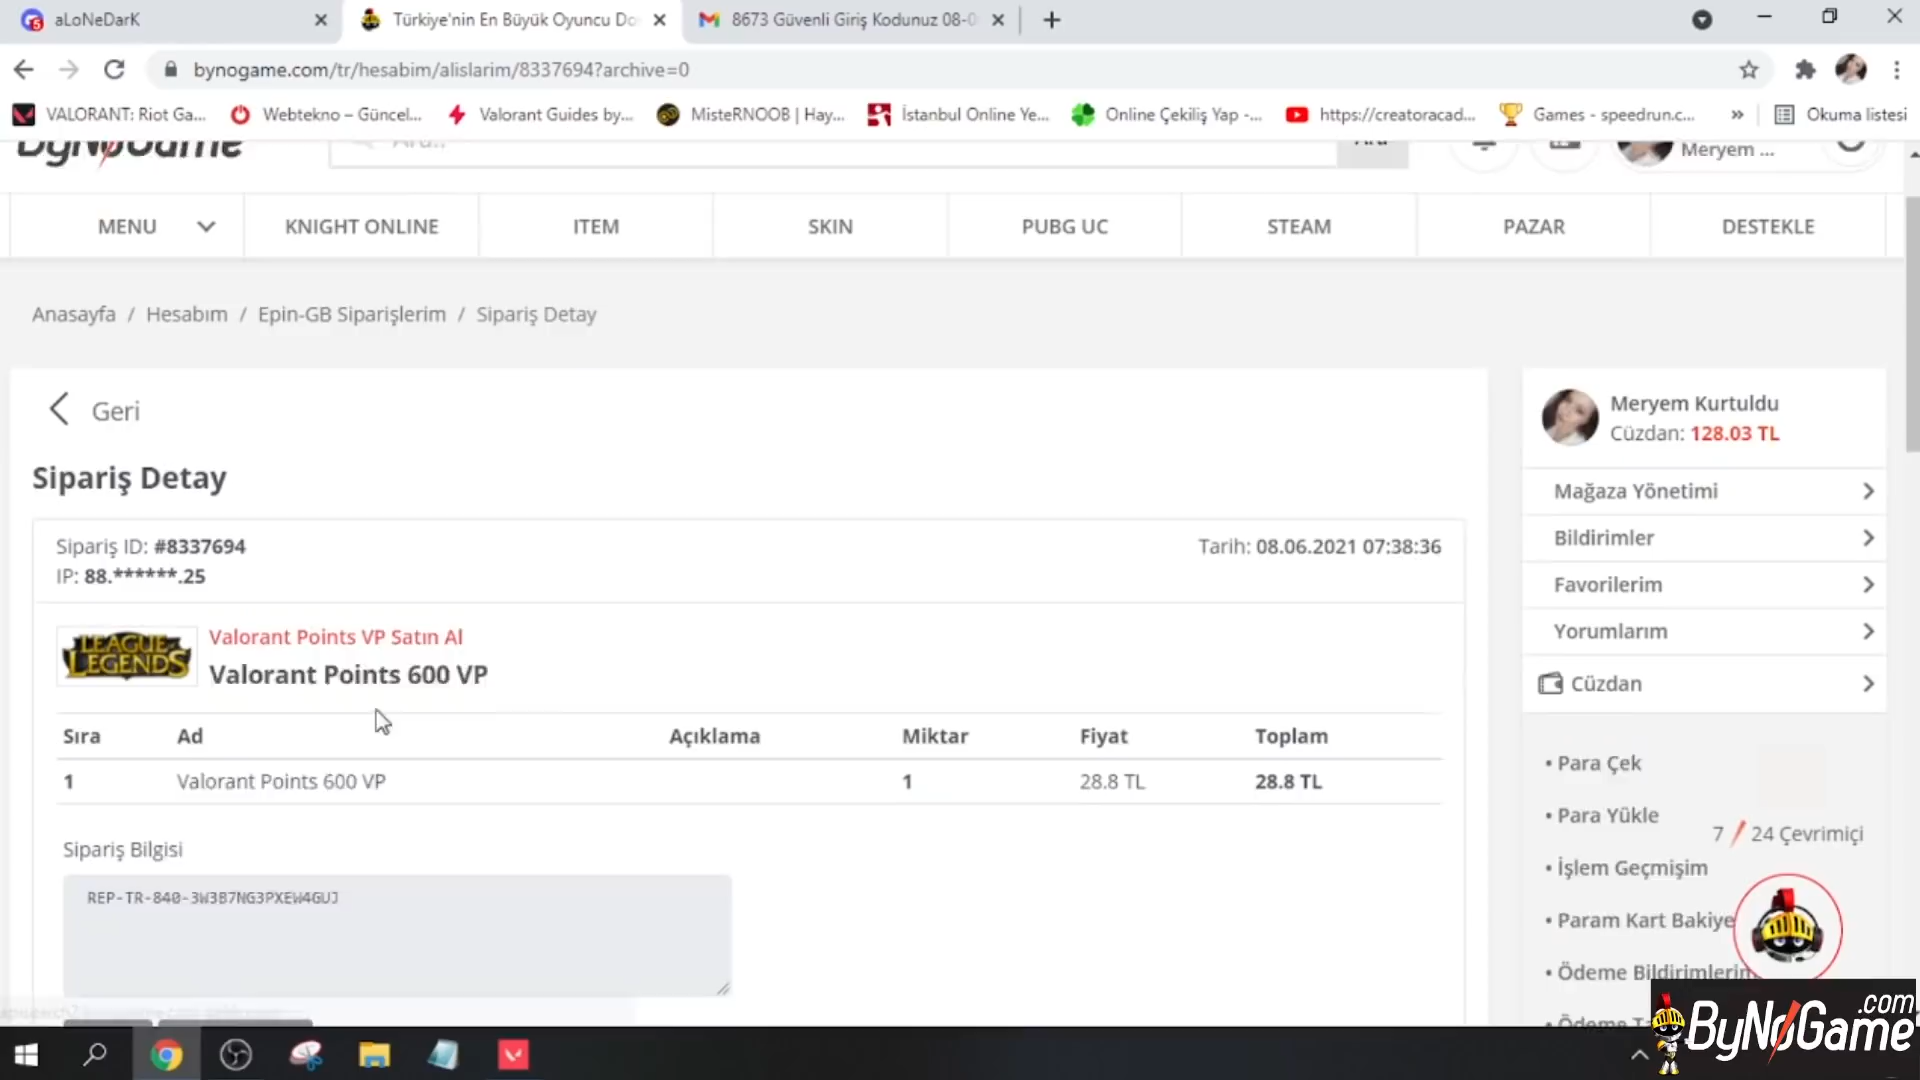 aLoNeDarK
Türkiye'nin En Büyük Oyuncu Do
8673 Güvenli Giriş Kodunuz 08-0
bynogame.com/tr/hesabim/alislarim/8337694?archive=0
VALORANT: Riot Ga...
Webtekno – Güncel...
Valorant Guides by...
MisteRNOOB | Hay...
İstanbul Online Ye...
Online Çekiliş Yap -...
https://creatoracad...
Games - speedrun.c...
»
Okuma listesi
ByNoGame
Ara..
Ara
Meryem ...
MENU
KNIGHT ONLINE
ITEM
SKIN
PUBG UC
STEAM
PAZAR
DESTEKLE
Anasayfa / Hesabım / Epin-GB Siparişlerim / Sipariş Detay
Geri
Sipariş Detay
Sipariş ID: #8337694
Tarih: 08.06.2021 07:38:36
IP: 88.******.25
LEAGUE
LEGENDS
Valorant Points VP Satın Al
Valorant Points 600 VP
Sıra Ad Açıklama Miktar Fiyat Toplam
1 Valorant Points 600 VP 1 28.8 TL 28.8 TL
Sipariş Bilgisi
REP-TR-840-3W3B7NG3PXEW4GUJ
Meryem Kurtuldu
Cüzdan: 128.03 TL
Mağaza Yönetimi
Bildirimler
Favorilerim
Yorumlarım
Cüzdan
• Para Çek
• Para Yükle
7 / 24 Çevrimiçi
• İşlem Geçmişim
• Param Kart Bakiye
• Ödeme Bildirimlerim
• Ödeme Ta
ByNoGame.com